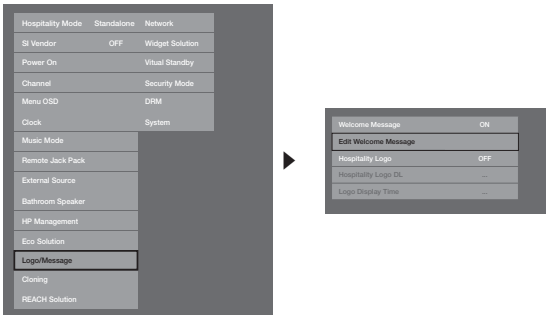 Hospitality Mode Standalone Network
SI Vendor OFF Widget Solution
Power On Vitual Standby
Channel Security Mode
Menu OSD DRM
Clock System
Music Mode
Remote Jack Pack
External Source
Bathroom Speaker
HP Management
Eco Solution
Logo/Message
Cloning
REACH Solution
Welcome Message ON
Edit Welcome Message
Hospitality Logo OFF
Hospitality Logo DL ...
Logo Display Time ...